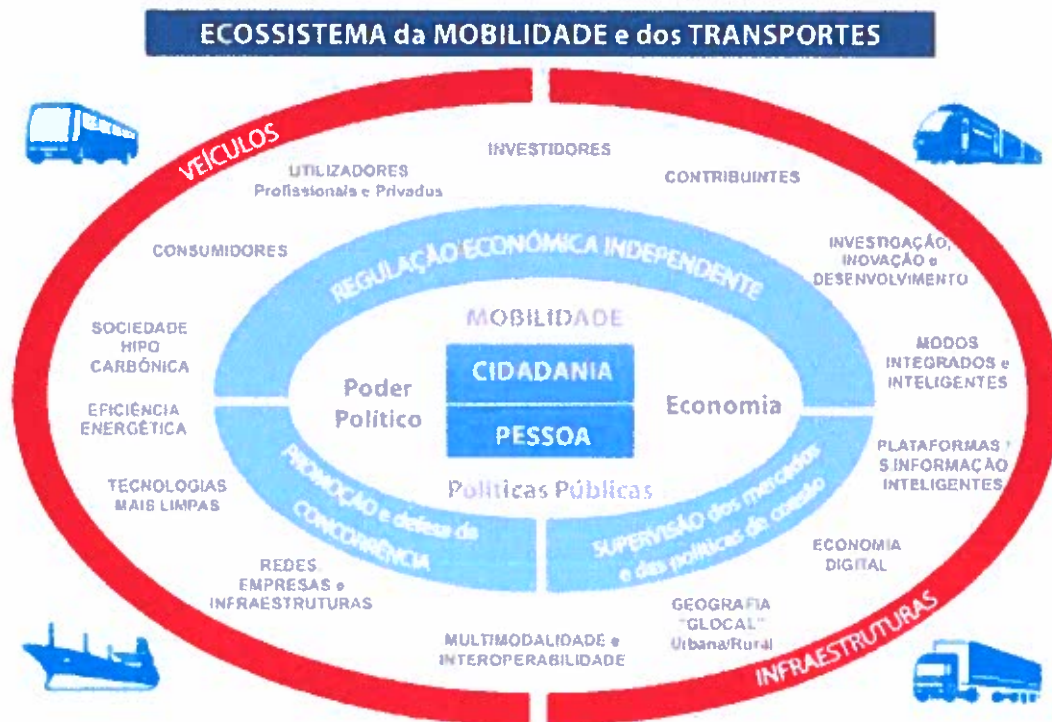 ECOSSISTEMA da MOBILIDADE e dos TRANSPORTES
VEÍCULOS
INVESTIDORES
UTILIZADORES
Profissionais e Privados
CONTRIBUINTES
CONSUMIDORES
REGULAÇÃO ECONÓMICA INDEPENDENTE
INVESTIGAÇÃO,
INOVAÇÃO e
DESENVOLVIMENTO
MOBILIDADE
SOCIEDADE
HIPO
CARBÓNICA
MODOS
INTEGRADOS e
INTELIGENTES
CIDADANIA
Poder
Político
Economia
EFICIÊNCIA
ENERGÉTICA
PESSOA
PLATAFORMAS /
S.INFORMAÇÃO
INTELIGENTES
TECNOLOGIAS
MAIS LIMPAS
Políticas Públicas
PROMOÇÃO e defesa da
CONCORRÊNCIA
SUPERVISÃO dos mercados
e das políticas de coesão
ECONOMIA
DIGITAL
REDES,
EMPRESAS e
INFRAESTRUTURAS
GEOGRAFIA
"GLOCAL"
Urbana/Rural
MULTIMODALIDADE e
INTEROPERABILIDADE
INFRAESTRUTURAS